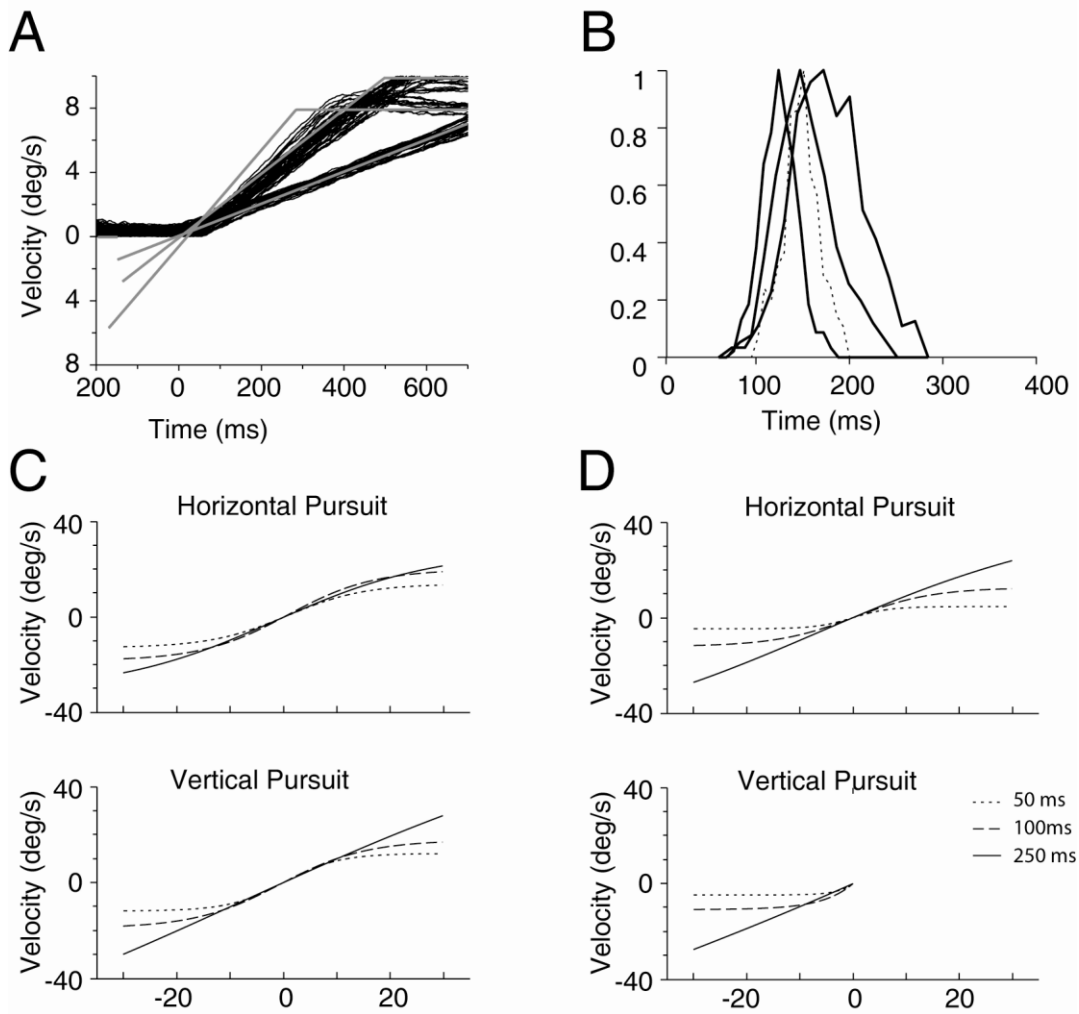 A
B
Velocity (deg/s)
8
4
0
4
8
200 0 200 400 600
Time (ms)
1
0.8
0.6
0.4
0.2
0
0 100 200 300 400
Time (ms)
C
D
Horizontal Pursuit
Velocity (deg/s)
40
0
-40
Horizontal Pursuit
Velocity (deg/s)
40
0
-40
Vertical Pursuit
Velocity (deg/s)
40
0
-40
-20 0 20
Vertical Pursuit
Velocity (deg/s)
40
0
-40
-20 0 20
50 ms
100ms
250 ms